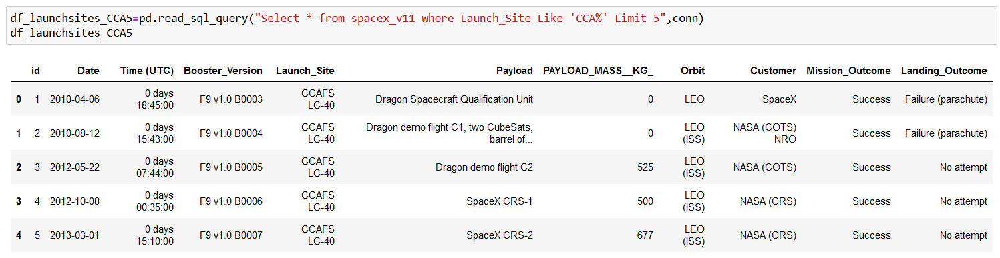 df_launchsites_CCA5=pd.read_sql_query("Select * from spacex_v11 where Launch_Site Like 'CCA%' Limit 5",conn)
df_launchsites_CCA5
id Date Time (UTC) Booster_Version Launch_Site Payload PAYLOAD_MASS__KG_ Orbit Customer Mission_Outcome Landing_Outcome
0 1 2010-04-06 0 days 18:45:00 F9 v1.0 B0003 CCAFS LC-40 Dragon Spacecraft Qualification Unit 0 LEO SpaceX Success Failure (parachute)
1 2 2010-08-12 0 days 15:43:00 F9 v1.0 B0004 CCAFS LC-40 Dragon demo flight C1, two CubeSats, barrel of... 0 LEO (ISS) NASA (COTS) NRO Success Failure (parachute)
2 3 2012-05-22 0 days 07:44:00 F9 v1.0 B0005 CCAFS LC-40 Dragon demo flight C2 525 LEO (ISS) NASA (COTS) Success No attempt
3 4 2012-10-08 0 days 00:35:00 F9 v1.0 B0006 CCAFS LC-40 SpaceX CRS-1 500 LEO (ISS) NASA (CRS) Success No attempt
4 5 2013-03-01 0 days 15:10:00 F9 v1.0 B0007 CCAFS LC-40 SpaceX CRS-2 677 LEO (ISS) NASA (CRS) Success No attempt